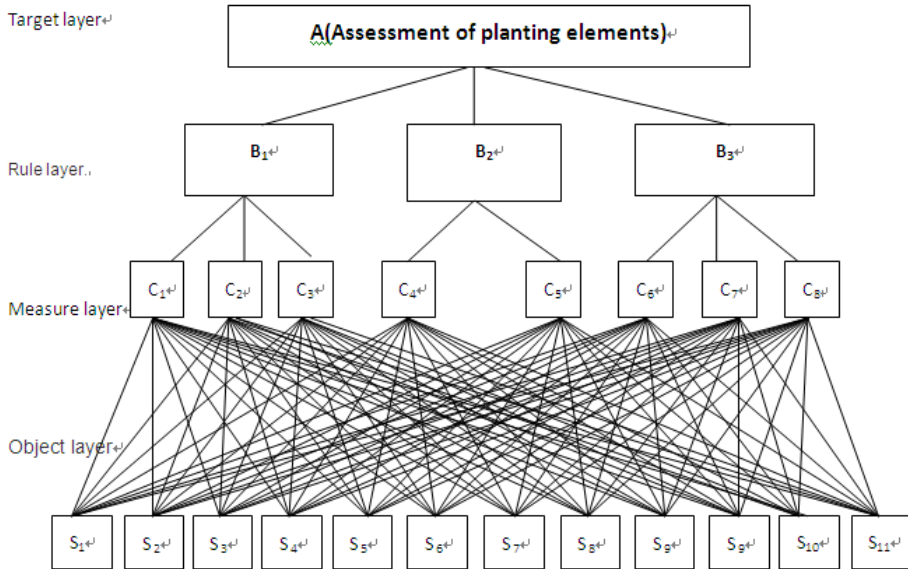 Target layer↵
A(Assessment of planting elements)↵
Rule layer..
B₁↵ B₂↵ B₃↵
Measure layer↵
C₁↵ C₂↵ C₃↵ C₄↵ C₅↵ C₆↵ C₇↵ C₈↵
Object layer↵
S₁↵ S₂↵ S₃↵ S₄↵ S₅↵ S₆↵ S₇↵ S₈↵ S₉↵ S₉↵ S₁₀↵ S₁₁↵